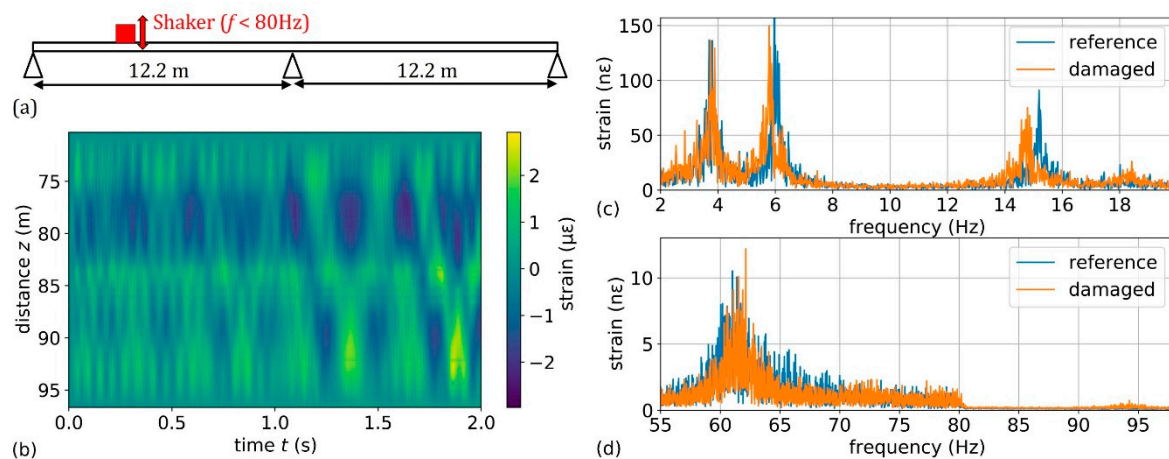 Shaker (f < 80Hz)
12.2 m 12.2 m
(a)
75
80
85
90
95
distance z (m)
0.0 0.5 1.0 1.5 2.0
time t (s)
2
1
0
−1
−2
strain (με)
(b)
150
100
50
0
strain (nε)
reference
damaged
2 4 6 8 10 12 14 16 18
frequency (Hz)
(c)
10
5
0
strain (nε)
reference
damaged
55 60 65 70 75 80 85 90 95
frequency (Hz)
(d)